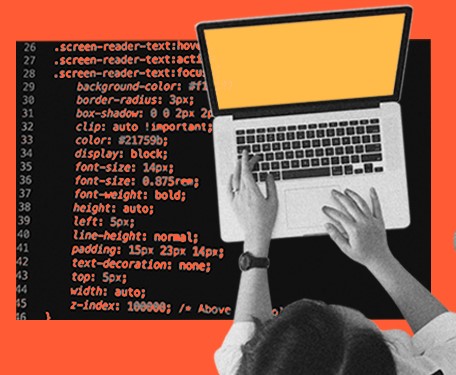 26 .screen-reader-text:hov
27 .screen-reader-text:acti
28 .screen-reader-text:focu
29 background-color: #f1
30 border-radius: 3px;
31 box-shadow: 0 0 2px 2p
32 clip: auto !important;
33 color: #21759b;
34 display: block;
35 font-size: 14px;
36 font-size: 0.875rem;
37 font-weight: bold;
38 height: auto;
39 left: 5px;
40 line-height: normal;
41 padding: 15px 23px 14px;
42 text-decoration: none;
43 top: 5px;
44 width: auto;
45 z-index: 100000; /* Above
46 }